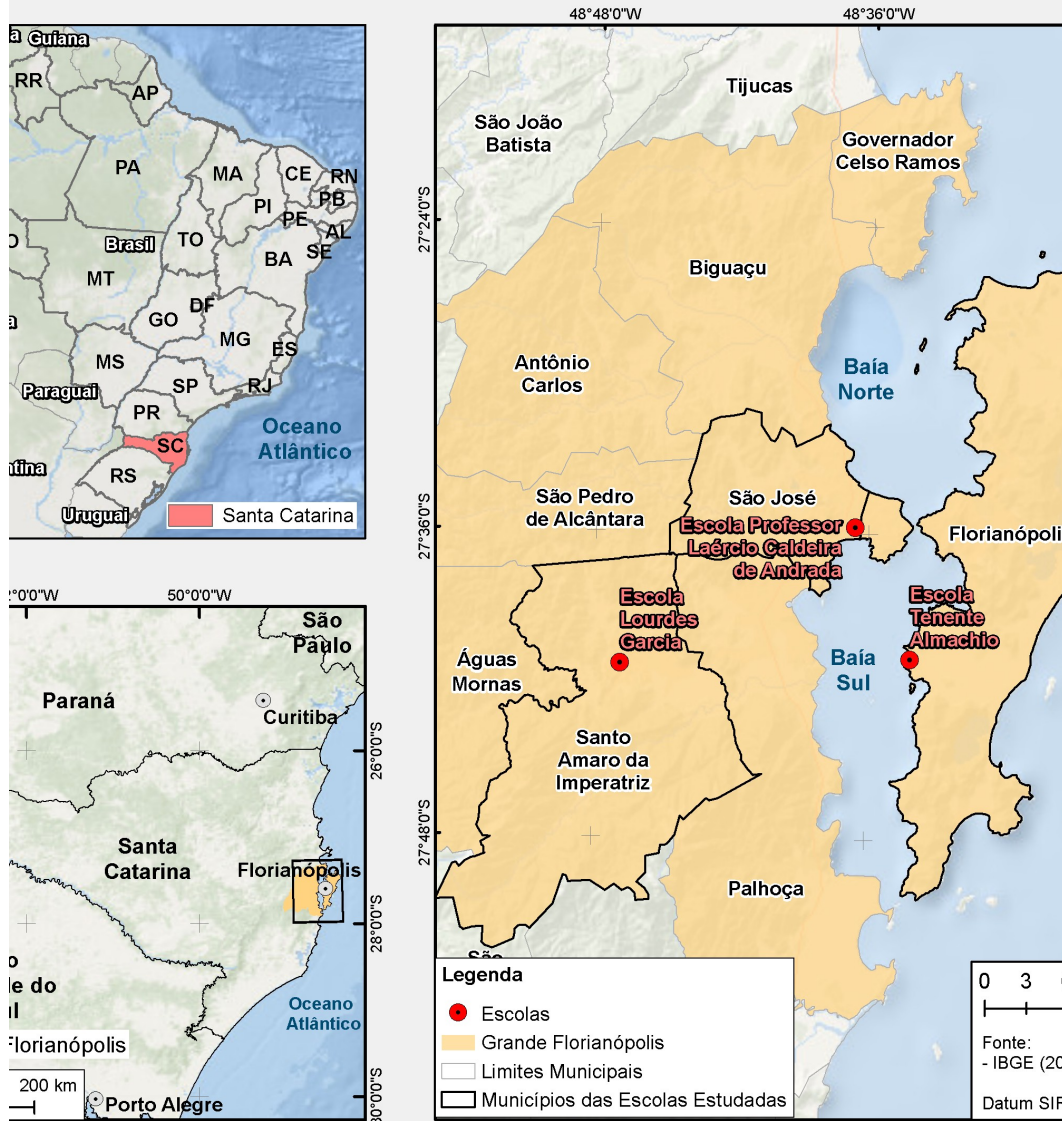 Guiana
RR
AP
PA
MA
CE
RN
PB
PI
PE
AL
SE
TO
Brasil
BA
MT
DF
GO
MG
ES
MS
SP
RJ
Paraguai
PR
SC
RS
Uruguai
Oceano
Atlântico
Santa Catarina
50°0'0"W
São
Paulo
Paraná
Curitiba
26°0'0"S
Santa
Catarina
Florianópolis
28°0'0"S
Oceano
Atlântico
Florianópolis
200 km
Porto Alegre
48°48'0"W
48°36'0"W
27°24'0"S
27°36'0"S
27°48'0"S
Tijucas
São João
Batista
Governador
Celso Ramos
Biguaçu
Antônio
Carlos
Baía
Norte
São Pedro
de Alcântara
São José
Escola Professor
Laércio Caldeira
de Andrada
Escola
Lourdes
Garcia
Escola
Tenente
Almachio
Águas
Mornas
Baía
Sul
Santo
Amaro da
Imperatriz
Palhoça
Legenda
Escolas
Grande Florianópolis
Limites Municipais
Municípios das Escolas Estudadas
0 3
Fonte:
- IBGE (20
Datum